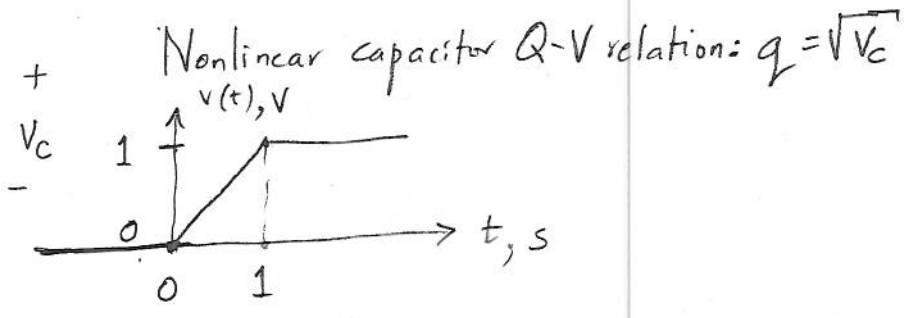 Nonlinear capacitor Q-V relation: q = √Vc
+
v(t), V
Vc
1
-
0
t, s
0 1